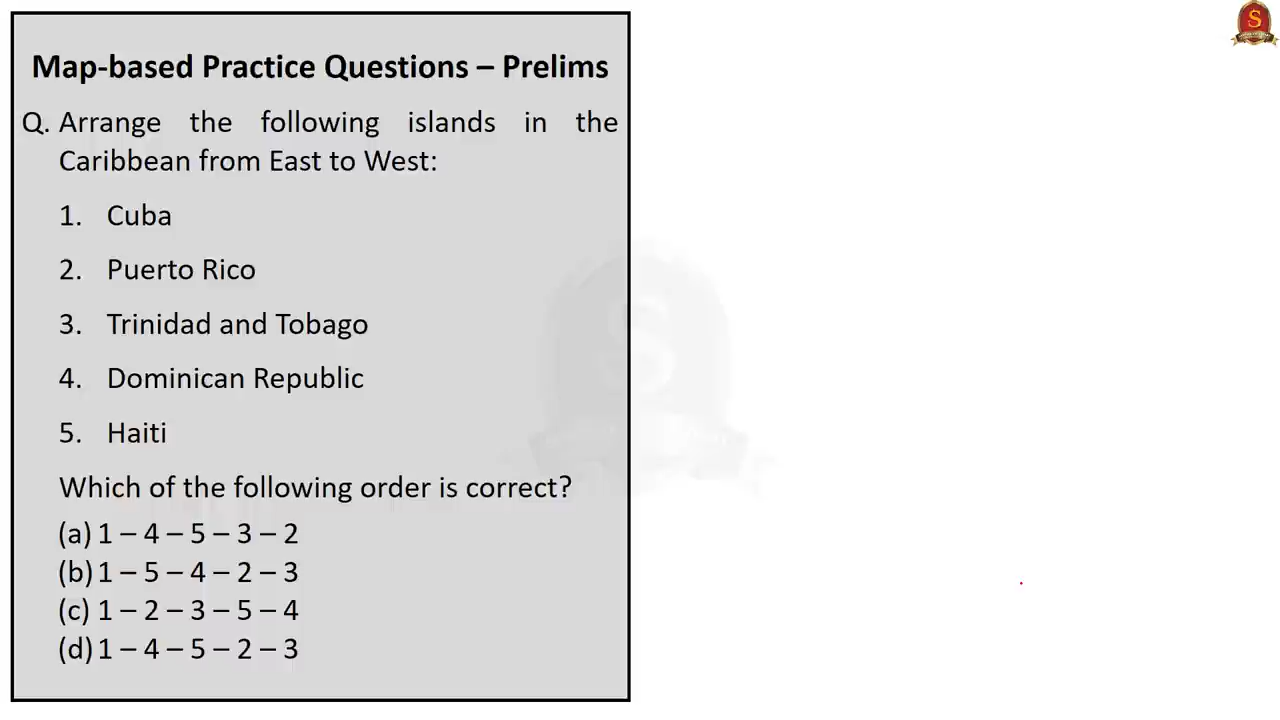 Map-based Practice Questions – Prelims
Q. Arrange the following islands in the
Caribbean from East to West:
1. Cuba
2. Puerto Rico
3. Trinidad and Tobago
4. Dominican Republic
5. Haiti
Which of the following order is correct?
(a) 1 – 4 – 5 – 3 – 2
(b) 1 – 5 – 4 – 2 – 3
(c) 1 – 2 – 3 – 5 – 4
(d) 1 – 4 – 5 – 2 – 3
S
S